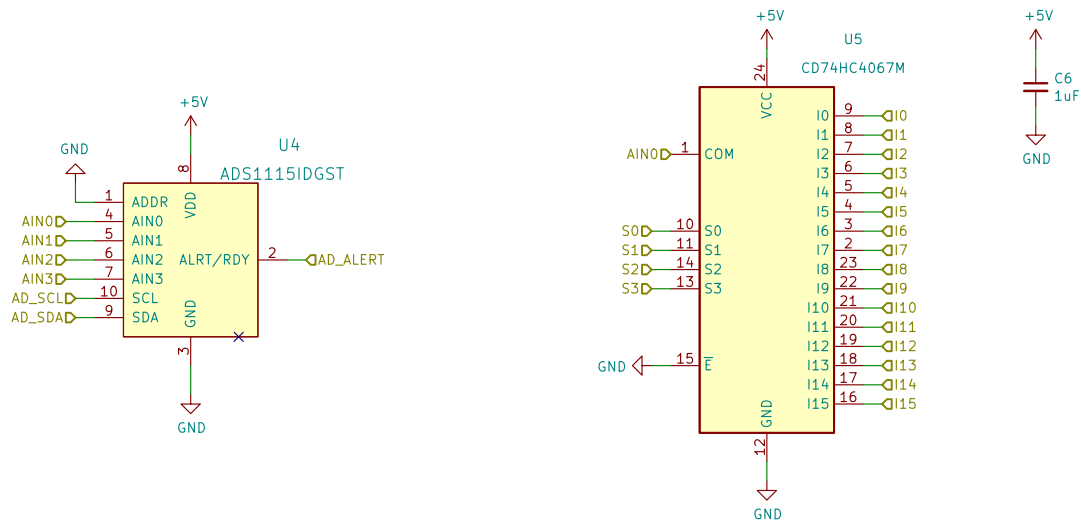 +5V
U4
ADS1115IDGST
GND
8
VDD
1 ADDR
AIN0 4 AIN0
AIN1 5 AIN1
AIN2 6 AIN2
AIN3 7 AIN3
AD_SCL 10 SCL
AD_SDA 9 SDA
ALRT/RDY 2 AD_ALERT
GND
3
GND
+5V
U5
CD74HC4067M
24
VCC
AIN0 1 COM
S0 10 S0
S1 11 S1
S2 14 S2
S3 13 S3
GND 15 E
I0 9 I0
I1 8 I1
I2 7 I2
I3 6 I3
I4 5 I4
I5 4 I5
I6 3 I6
I7 2 I7
I8 23 I8
I9 22 I9
I10 21 I10
I11 20 I11
I12 19 I12
I13 18 I13
I14 17 I14
I15 16 I15
GND
12
GND
+5V
C6
1uF
GND